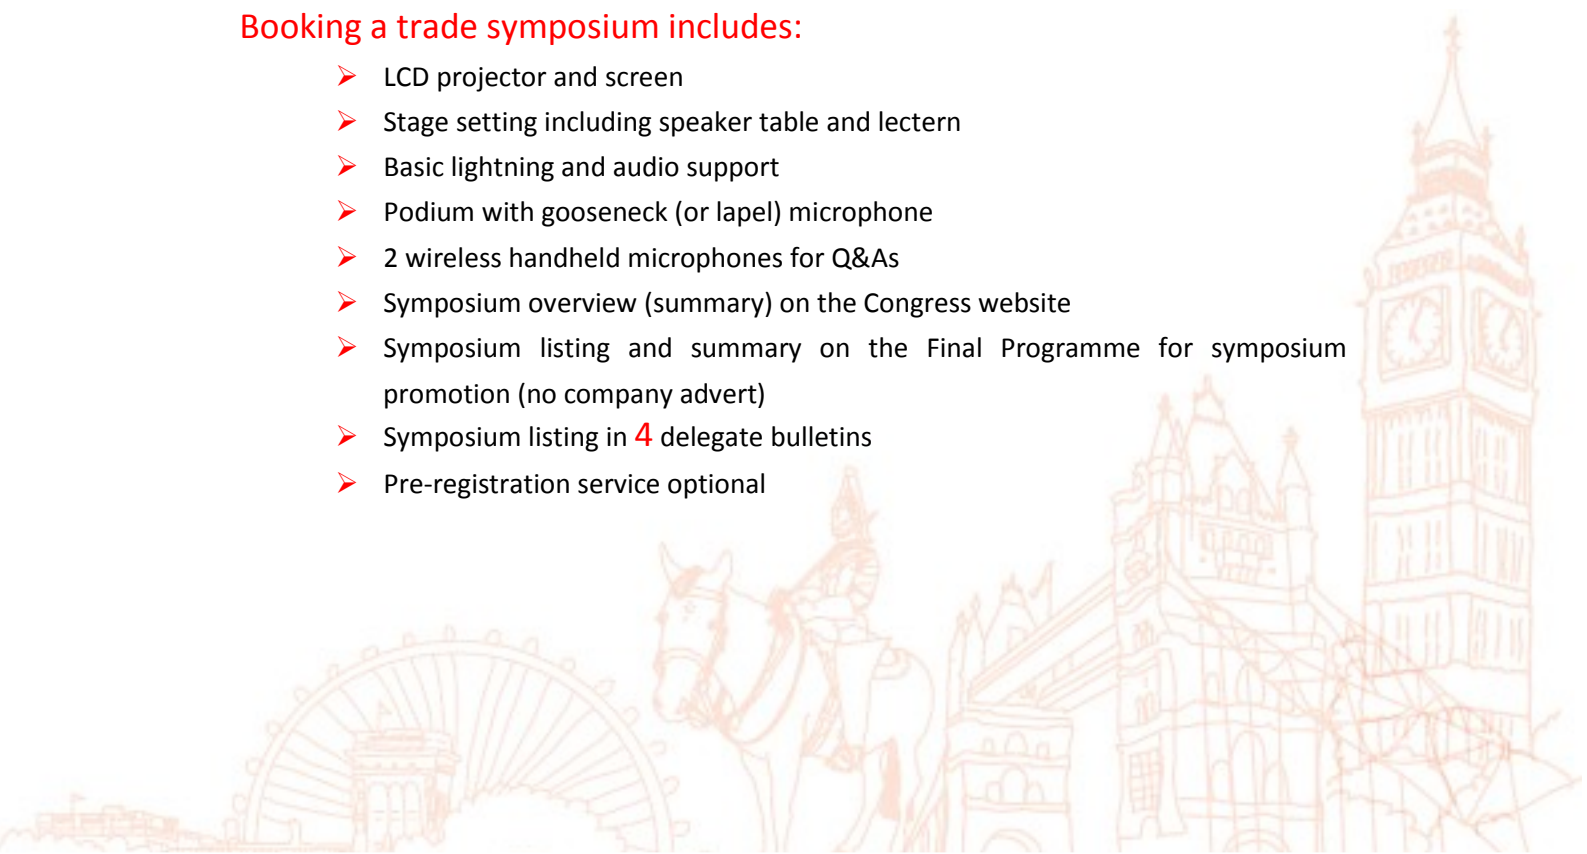 Booking a trade symposium includes:
➢ LCD projector and screen
➢ Stage setting including speaker table and lectern
➢ Basic lightning and audio support
➢ Podium with gooseneck (or lapel) microphone
➢ 2 wireless handheld microphones for Q&As
➢ Symposium overview (summary) on the Congress website
➢ Symposium listing and summary on the Final Programme for symposium
promotion (no company advert)
➢ Symposium listing in 4 delegate bulletins
➢ Pre-registration service optional